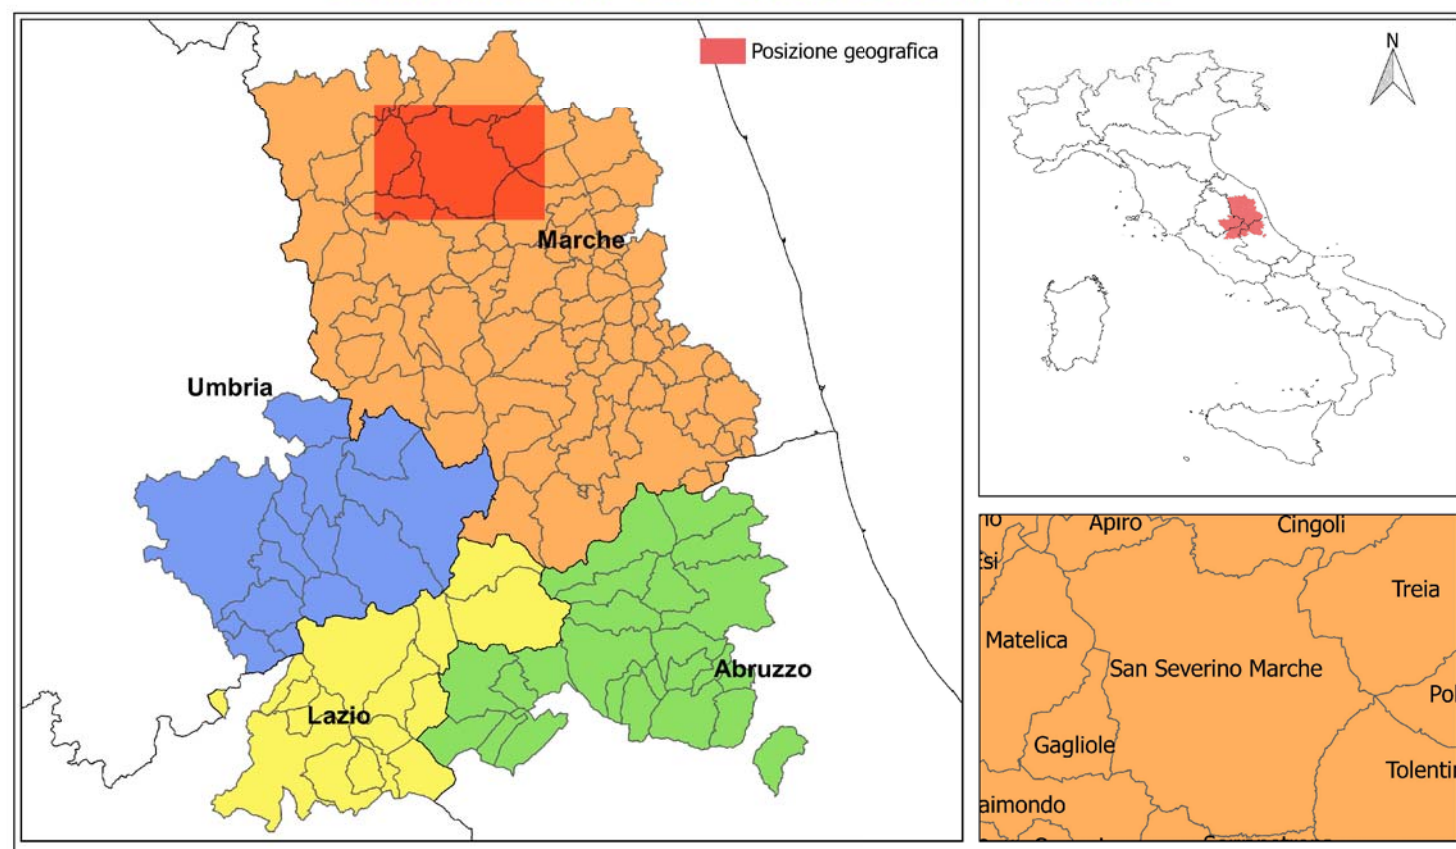 Posizione geografica
Marche
Umbria
Abruzzo
Lazio
N
Apiro
Cingoli
Treia
Matelica
San Severino Marche
Gagliole